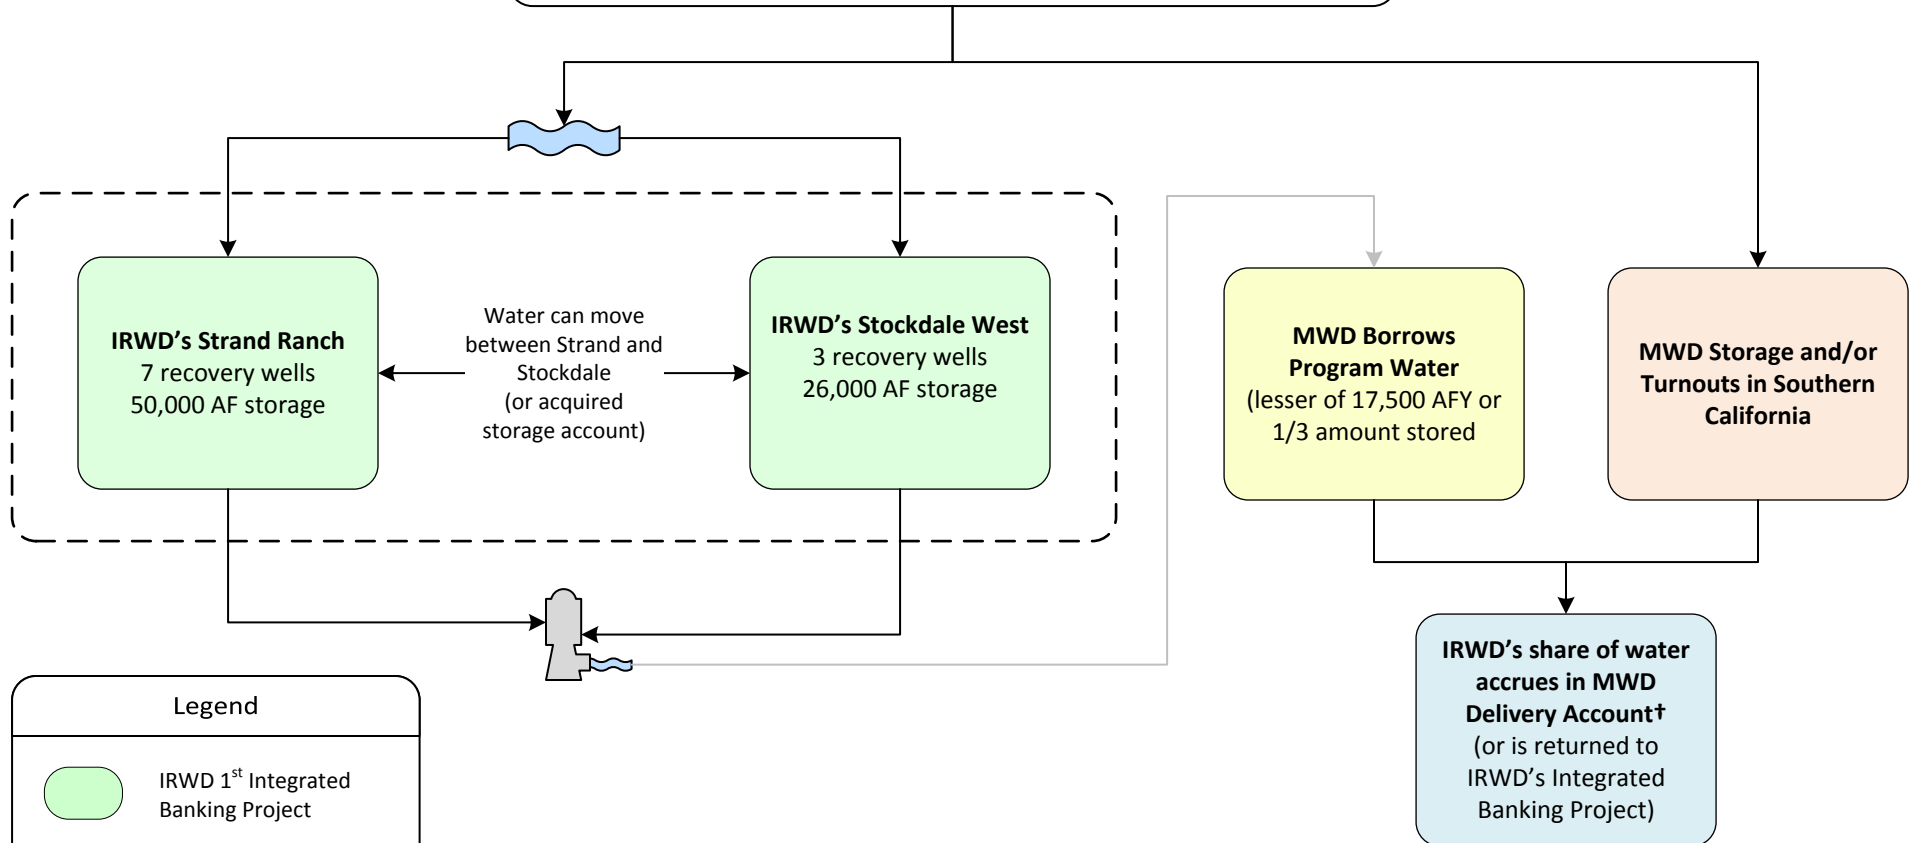 IRWD’s Strand Ranch
7 recovery wells
50,000 AF storage
Water can move
between Strand and
Stockdale
(or acquired
storage account)
IRWD’s Stockdale West
3 recovery wells
26,000 AF storage
MWD Borrows
Program Water
(lesser of 17,500 AFY or
1/3 amount stored
MWD Storage and/or
Turnouts in Southern
California
IRWD’s share of water
accrues in MWD
Delivery Account†
(or is returned to
IRWD’s Integrated
Banking Project)
Legend
IRWD 1st Integrated
Banking Project